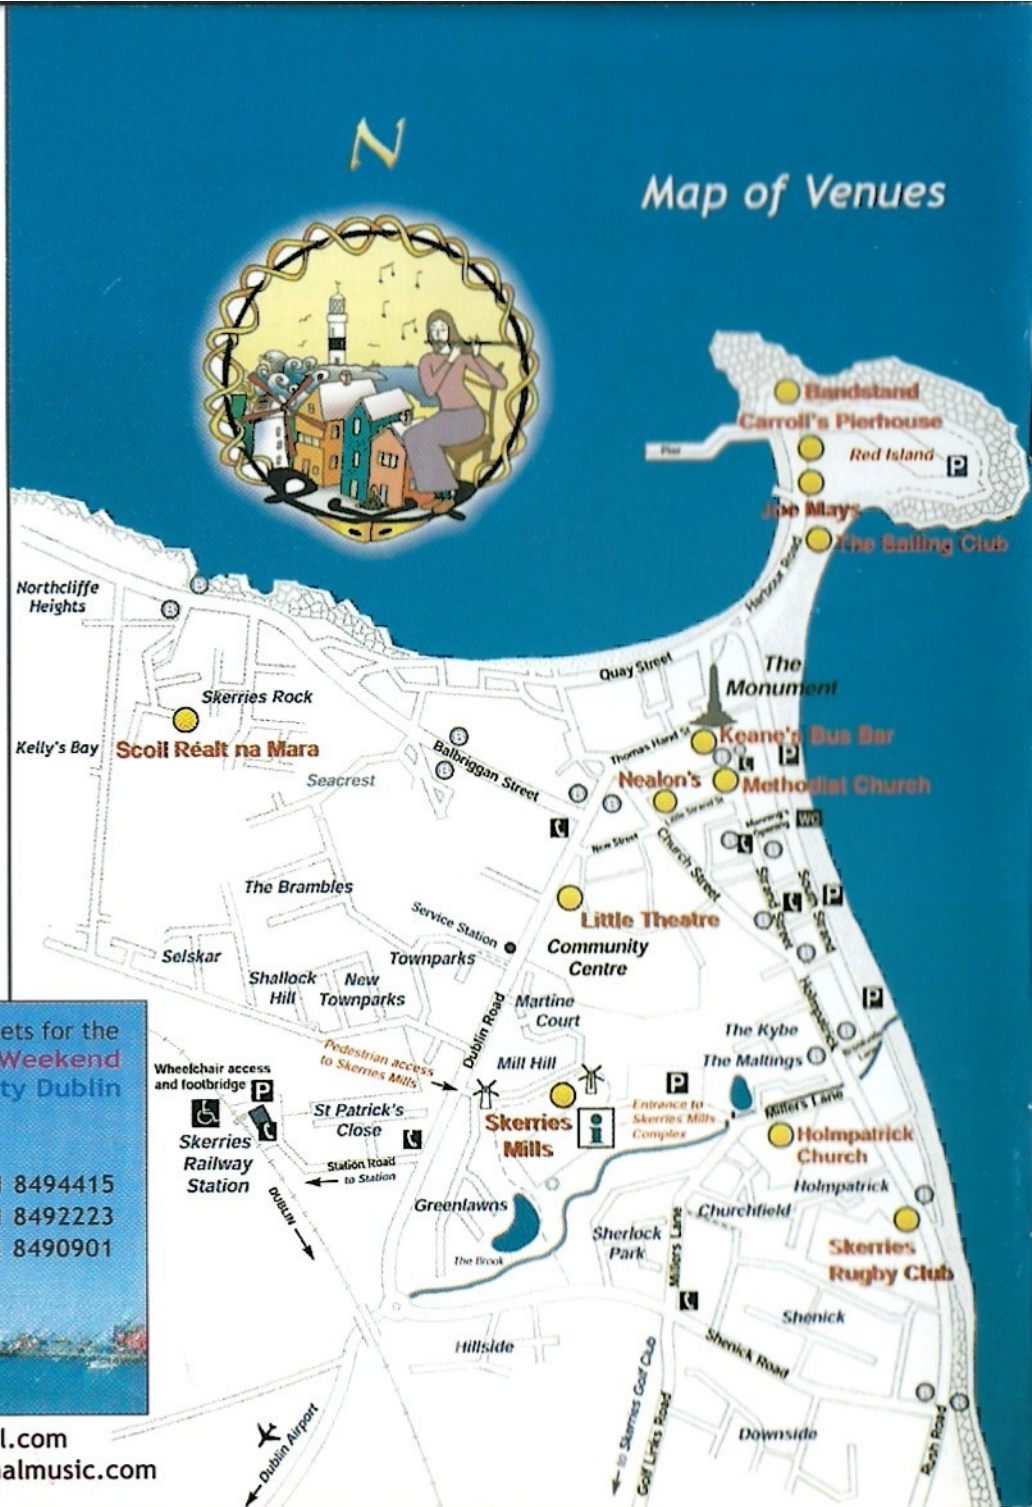 N
Map of Venues
Bandstand
Carroll's Pierhouse
Pier
Red Island
P
Joe Mays
The Sailing Club
Harbour Road
Northcliffe
Heights
Quay Street
The
Monument
Skerries Rock
Scoil Réalt na Mara
Kelly's Bay
Thomas Hand St
Keane's Bus Bar
P
Balbriggan Street
Seacrest
Nealon's
Methodist Church
Little Strand St
WC
New Street
Church Street
The Brambles
Strand Street
South Strand
P
Service Station
Little Theatre
Community
Centre
Selskar
Townparks
Shallock
Hill
New
Townparks
Martine
Court
Dublin Road
Holmpatrick
P
The Kybe
The Maltings
Mill Hill
Pedestrian access
to Skerries Mills
ets for the
Weekend
ty Dublin
Wheelchair access
and footbridge
P
St Patrick's
Close
Skerries
Mills
i
P
Entrance to
Skerries Mills
Complex
Millers Lane
Skerries
Railway
Station
Station Road
to Station
Holmpatrick
Church
8494415
8492223
8490901
DUBLIN
Greenlawns
The Brook
Sherlock
Park
Millers Lane
Churchfield
Holmpatrick
Skerries
Rugby Club
Shenick
Hillside
Shenick Road
to Skerries Golf Club
Golf Links Road
Downside
Rush Road
Dublin Airport
l.com
nalmusic.com